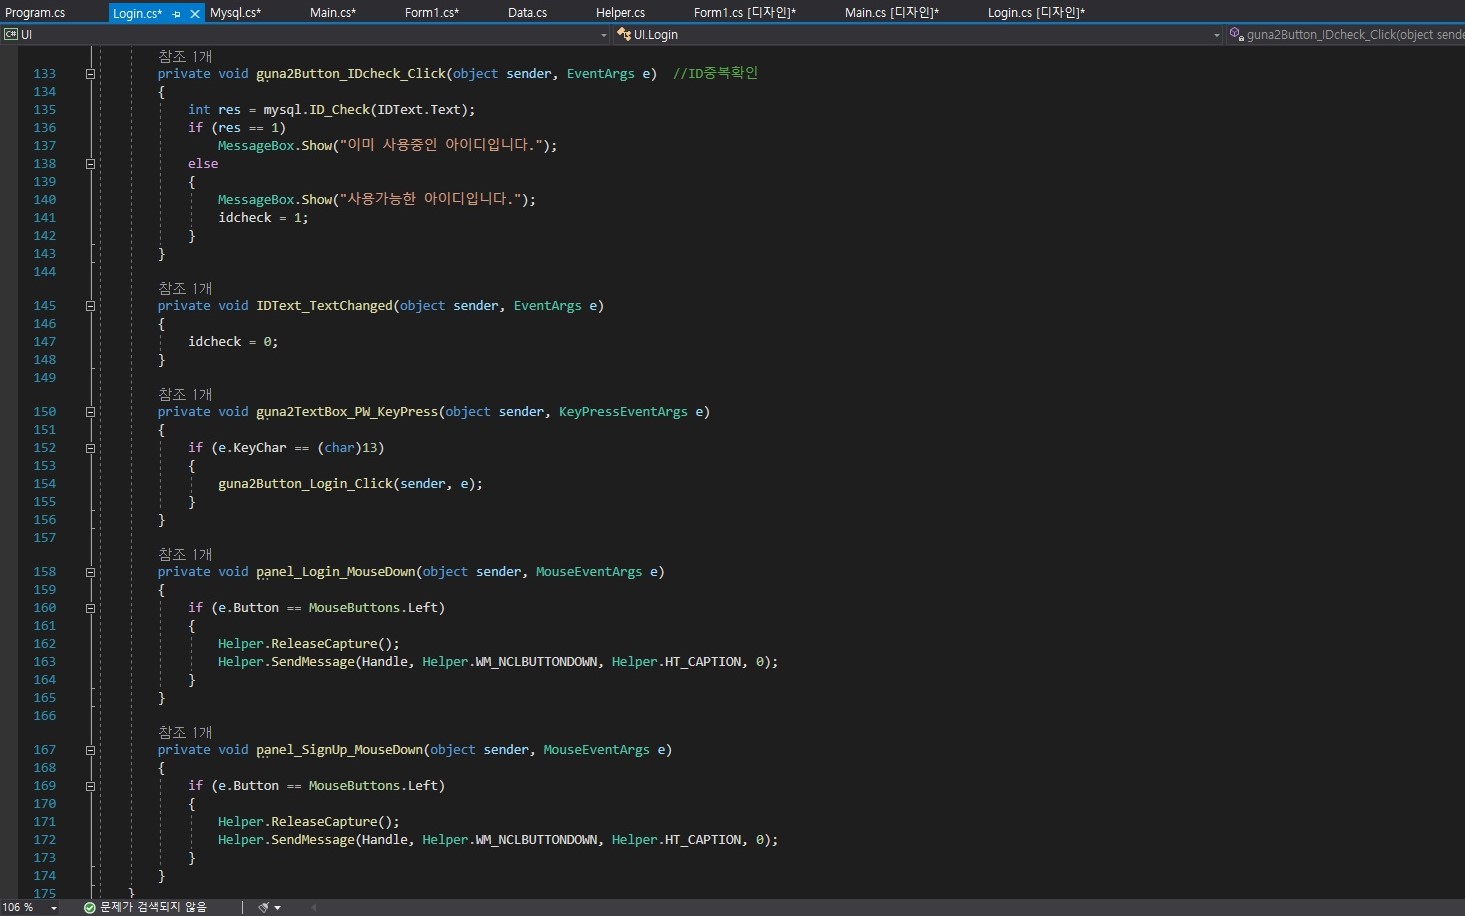 Program.cs Login.cs* Mysql.cs* Main.cs* Form1.cs* Data.cs Helper.cs Form1.cs [디자인]* Main.cs [디자인]* Login.cs [디자인]*
C# UI UI.Login guna2Button_IDcheck_Click(object sende
참조 1개
133 private void guna2Button_IDcheck_Click(object sender, EventArgs e) //ID중복확인
134 {
135 int res = mysql.ID_Check(IDText.Text);
136 if (res == 1)
137 MessageBox.Show("이미 사용중인 아이디입니다.");
138 else
139 {
140 MessageBox.Show("사용가능한 아이디입니다.");
141 idcheck = 1;
142 }
143 }
144
참조 1개
145 private void IDText_TextChanged(object sender, EventArgs e)
146 {
147 idcheck = 0;
148 }
149
참조 1개
150 private void guna2TextBox_PW_KeyPress(object sender, KeyPressEventArgs e)
151 {
152 if (e.KeyChar == (char)13)
153 {
154 guna2Button_Login_Click(sender, e);
155 }
156 }
157
참조 1개
158 private void panel_Login_MouseDown(object sender, MouseEventArgs e)
159 {
160 if (e.Button == MouseButtons.Left)
161 {
162 Helper.ReleaseCapture();
163 Helper.SendMessage(Handle, Helper.WM_NCLBUTTONDOWN, Helper.HT_CAPTION, 0);
164 }
165 }
166
참조 1개
167 private void panel_SignUp_MouseDown(object sender, MouseEventArgs e)
168 {
169 if (e.Button == MouseButtons.Left)
170 {
171 Helper.ReleaseCapture();
172 Helper.SendMessage(Handle, Helper.WM_NCLBUTTONDOWN, Helper.HT_CAPTION, 0);
173 }
174 }
175 }
106 % 문제가 검색되지 않음